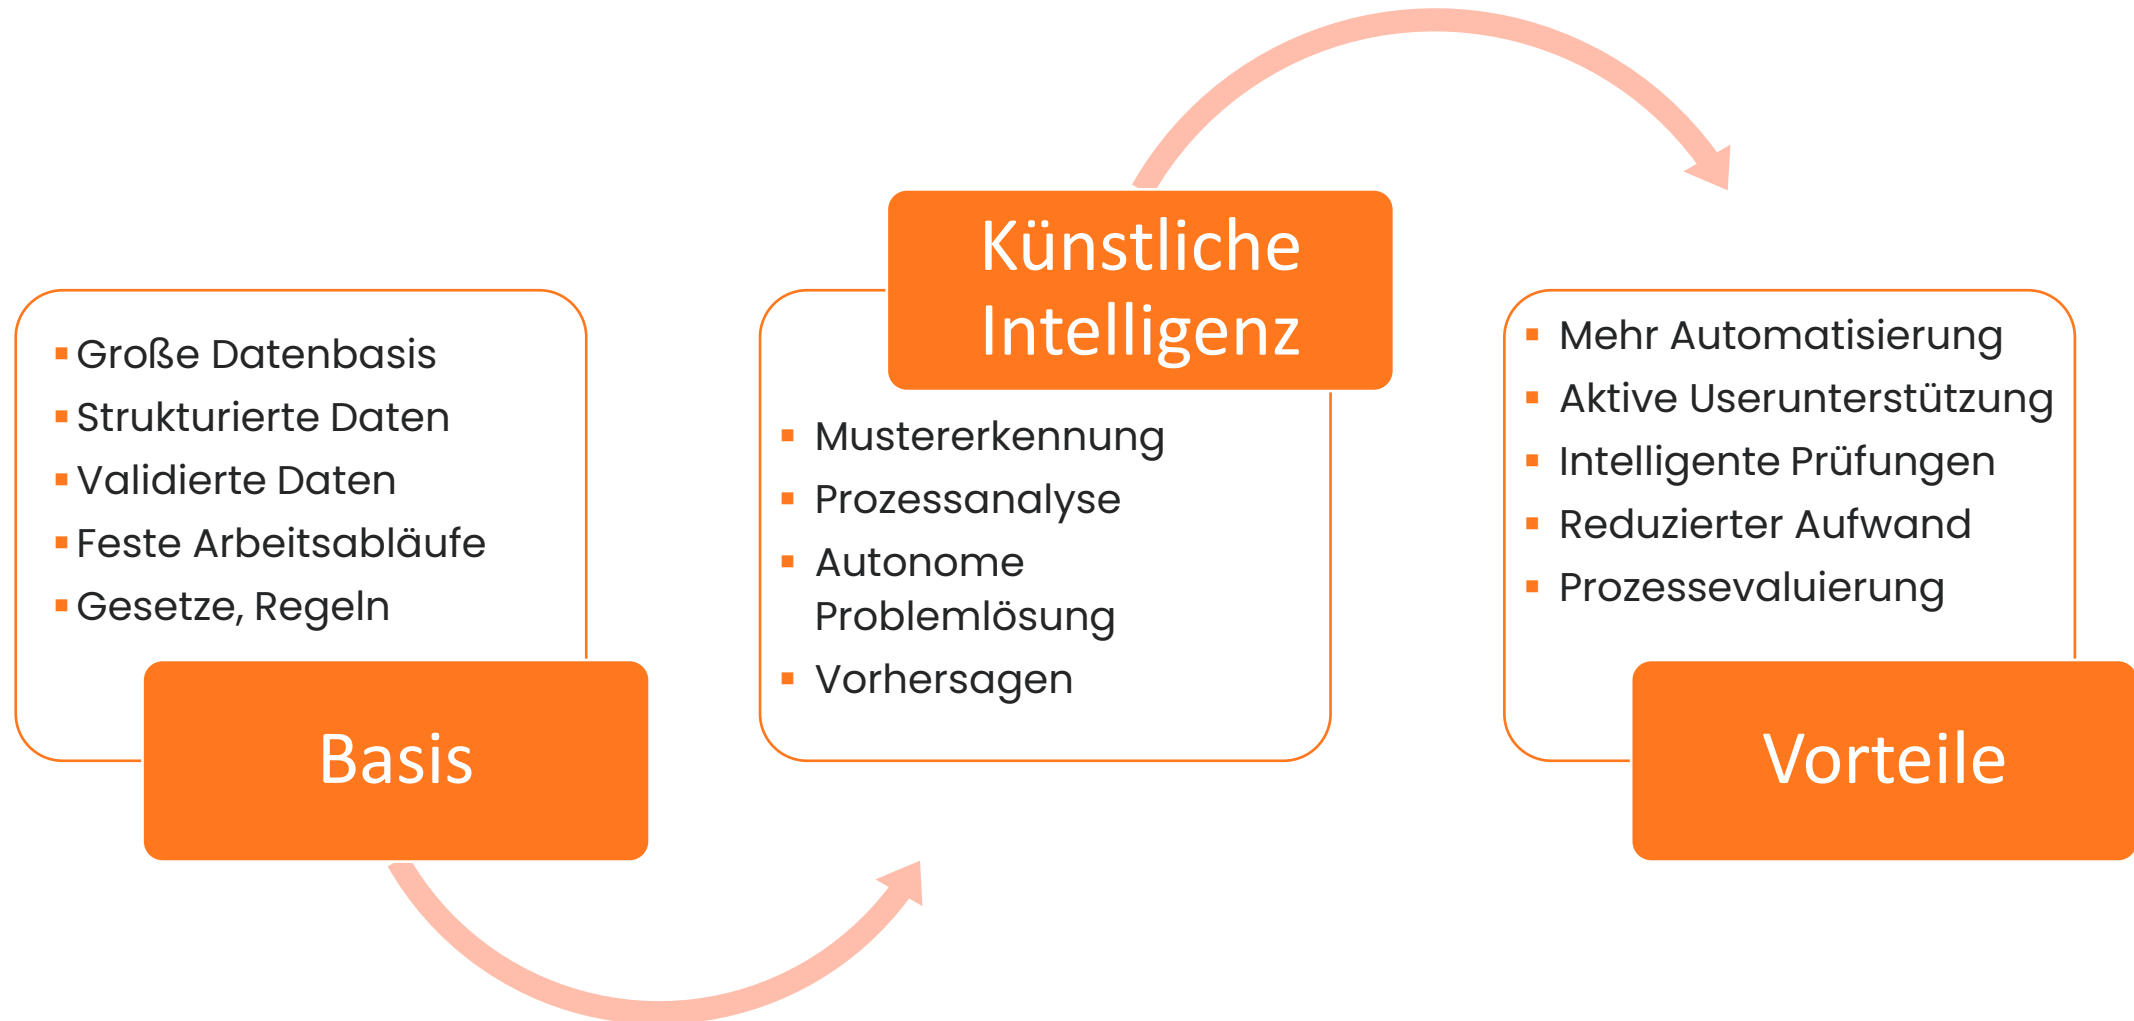 Große Datenbasis
Strukturierte Daten
Validierte Daten
Feste Arbeitsabläufe
Gesetze, Regeln
Basis
Künstliche
Intelligenz
Mustererkennung
Prozessanalyse
Autonome
Problemlösung
Vorhersagen
Mehr Automatisierung
Aktive Userunterstützung
Intelligente Prüfungen
Reduzierter Aufwand
Prozessevaluierung
Vorteile